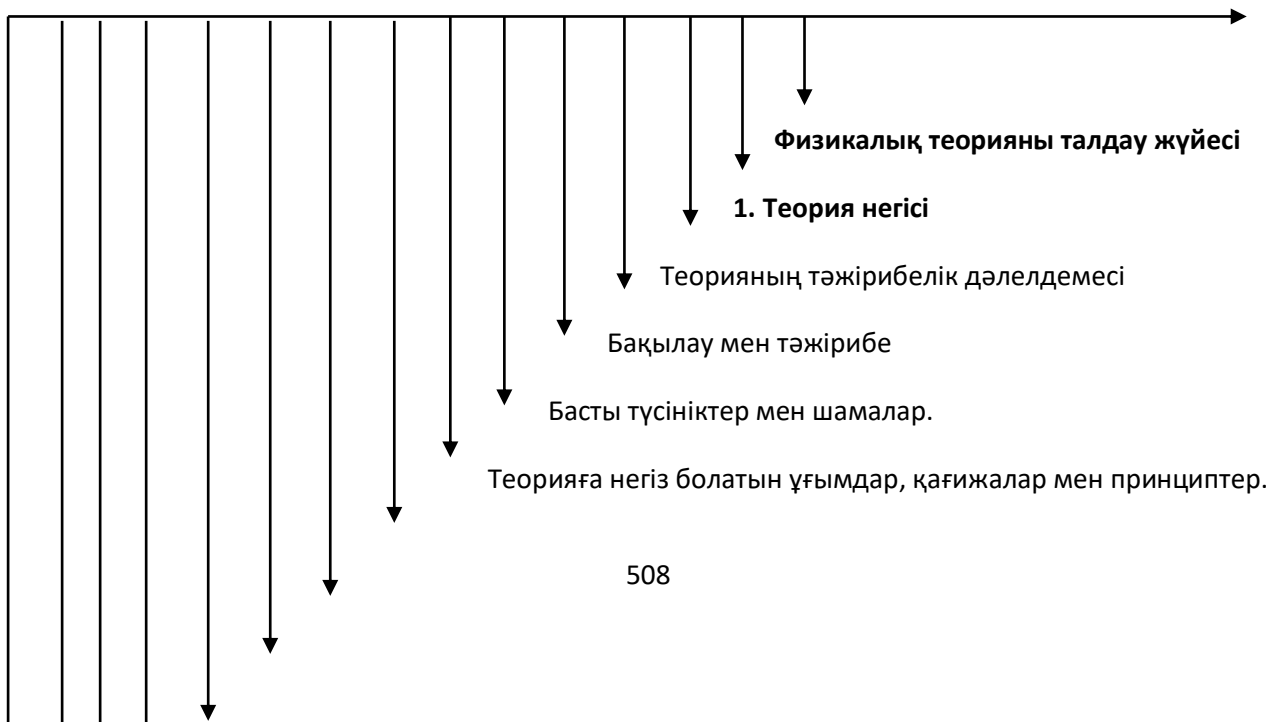 Физикалық теорияны талдау жүйесі
1. Теория негісі
Теорияның тәжірибелік дәлелдемесі
Бақылау мен тәжірибе
Басты түсініктер мен шамалар.
Теорияға негіз болатын ұғымдар, қағижалар мен принциптер.
508